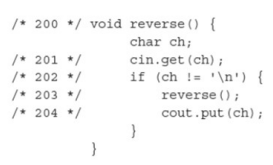 /* 200 */ void reverse() {
char ch;
/* 201 */ cin.get(ch);
/* 202 */ if (ch != '\n') {
/* 203 */ reverse();
/* 204 */ cout.put(ch);
}
}